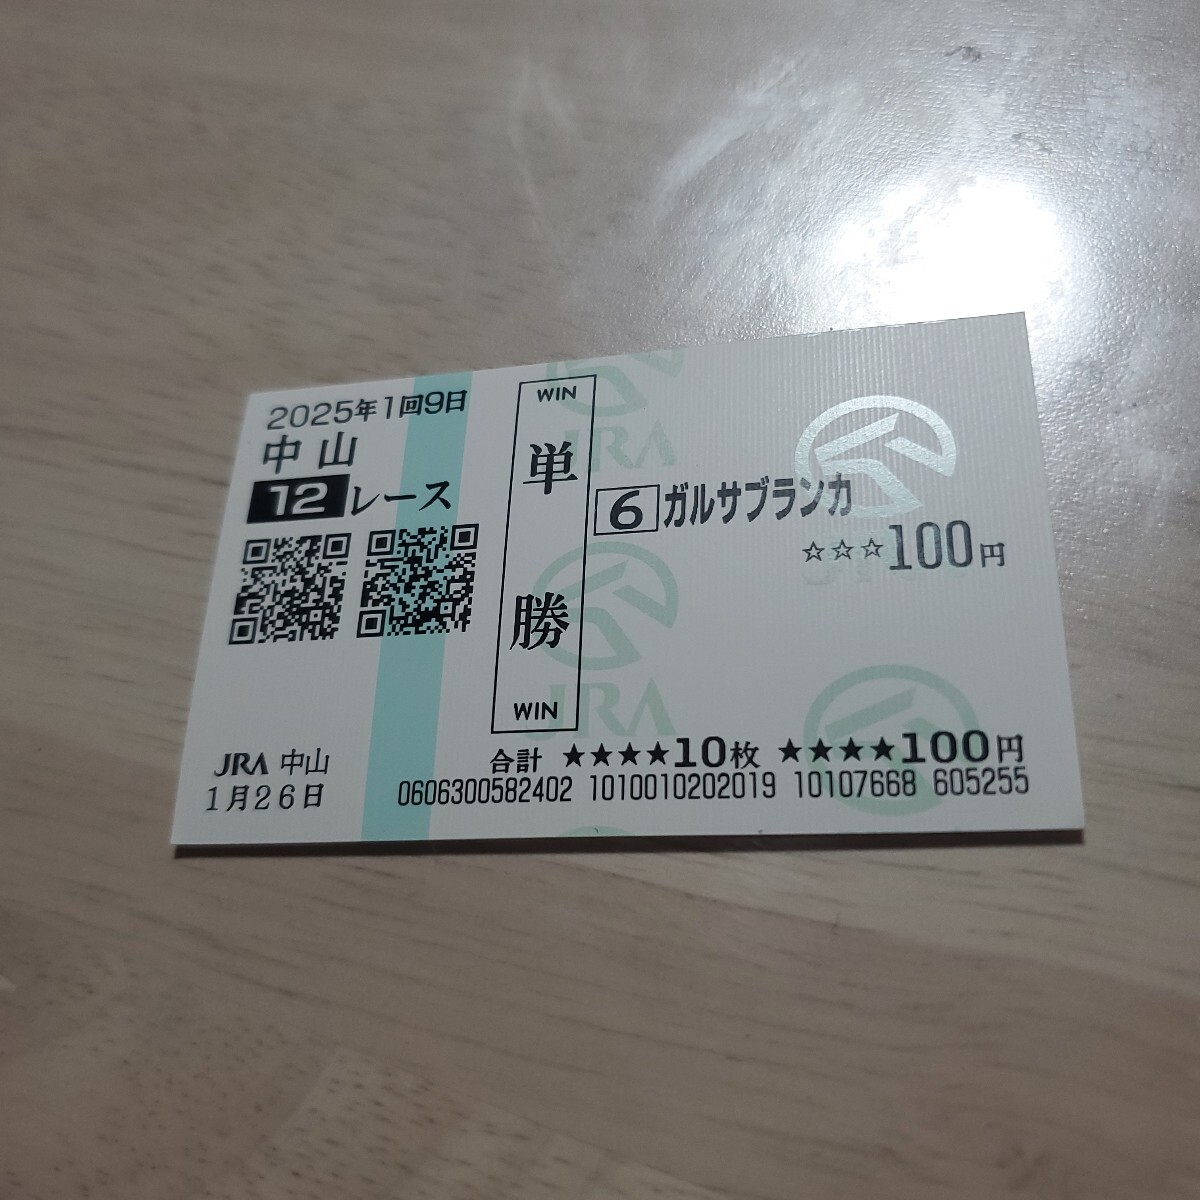 2025年1回9日
中山
12レース
WIN
単勝
WIN
6 ガルサブランカ
☆☆☆100円
JRA 中山
1月26日
合計 ★★★★10枚 ★★★★100円
0606300582402 1010010202019 10107668 605255
JRA
JRA